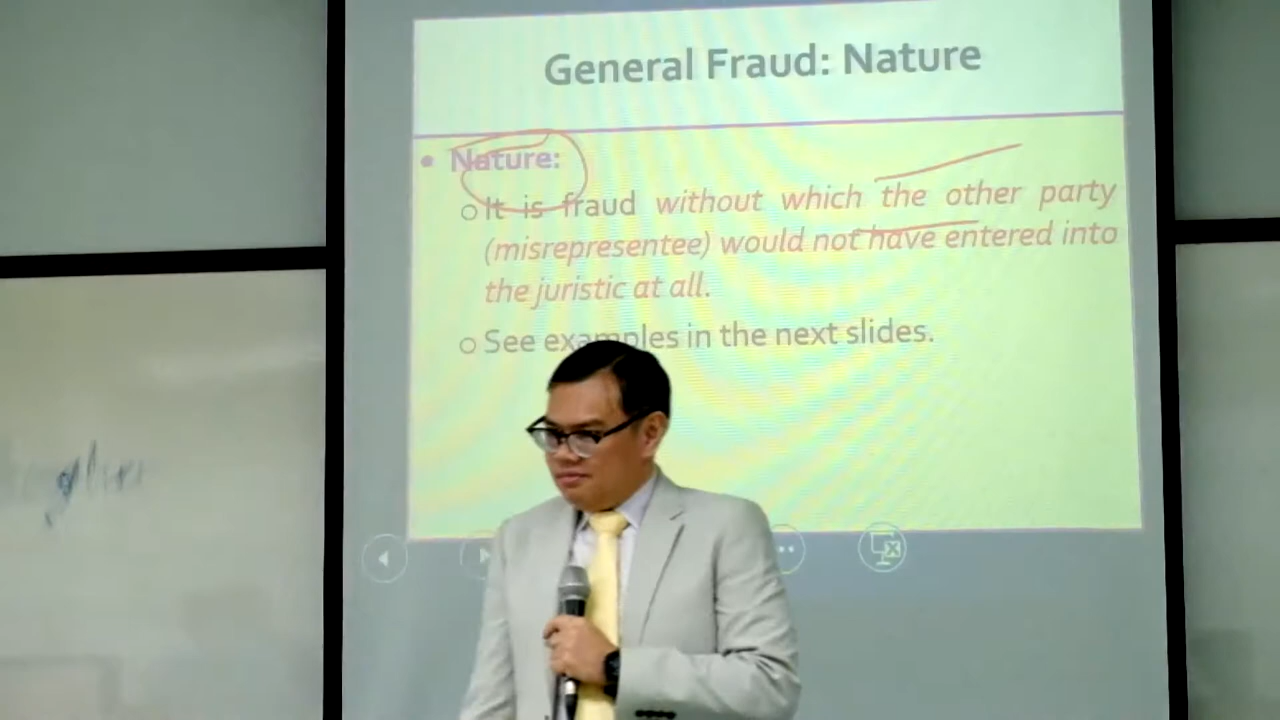 General Fraud: Nature
• Nature:
o It is fraud without which the other party
(misrepresentee) would not have entered into
the juristic at all.
o See examples in the next slides.